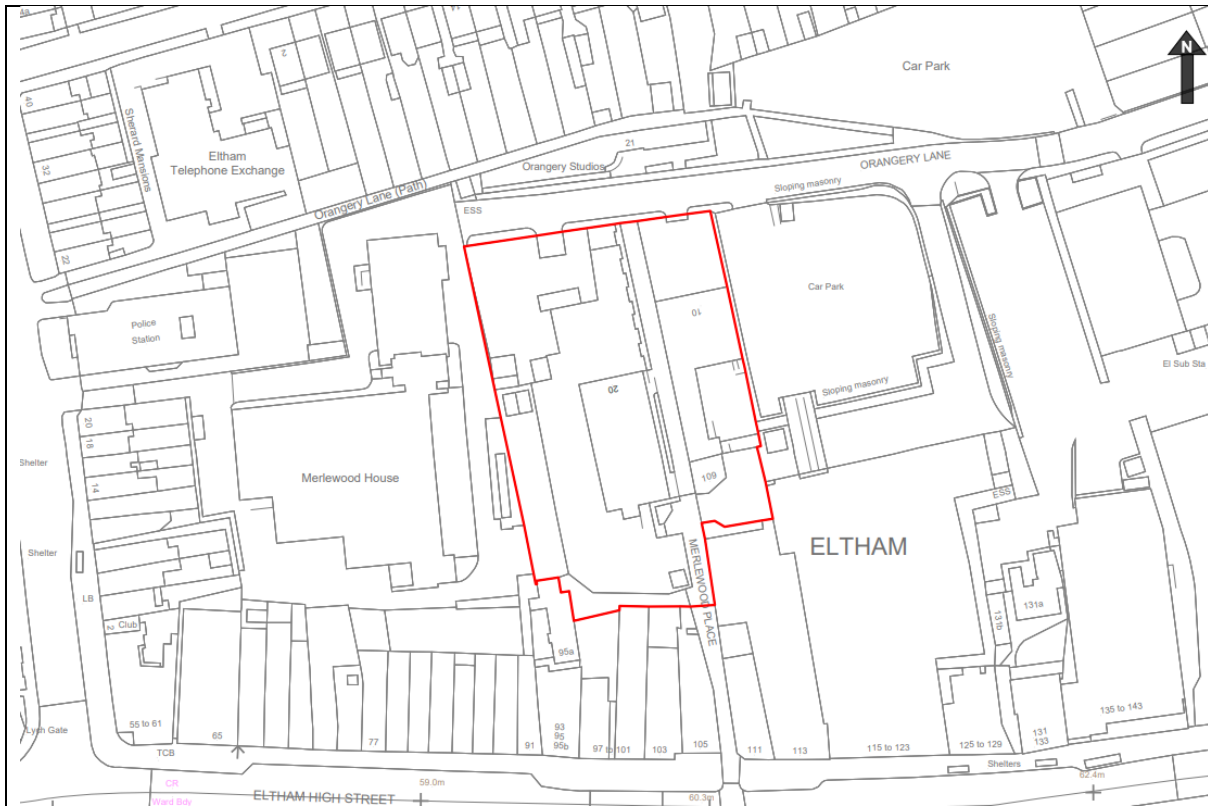 4a
2
N
Car Park
40
Sherard Mansions
32
22
Eltham
Telephone Exchange
21
Orangery Studios
ORANGERY LANE
Orangery Lane (Path)
Sloping masonry
ESS
Car Park
10
Police
Station
Sloping masonry
El Sub Sta
20
Sloping masonry
20
18
14
Shelter
Merlewood House
109
ESS
ELTHAM
Shelter
MERLEWOOD PLACE
LB
2
Club
131a
131b
95a
Lych Gate
55 to 61
65
77
91
93
95
95b
97 to 101
103
105
111
113
115 to 123
125 to 129
131
133
135 to 143
TCB
Shelters
CR
Ward Bdy
59.0m
60.3m
62.4m
ELTHAM HIGH STREET